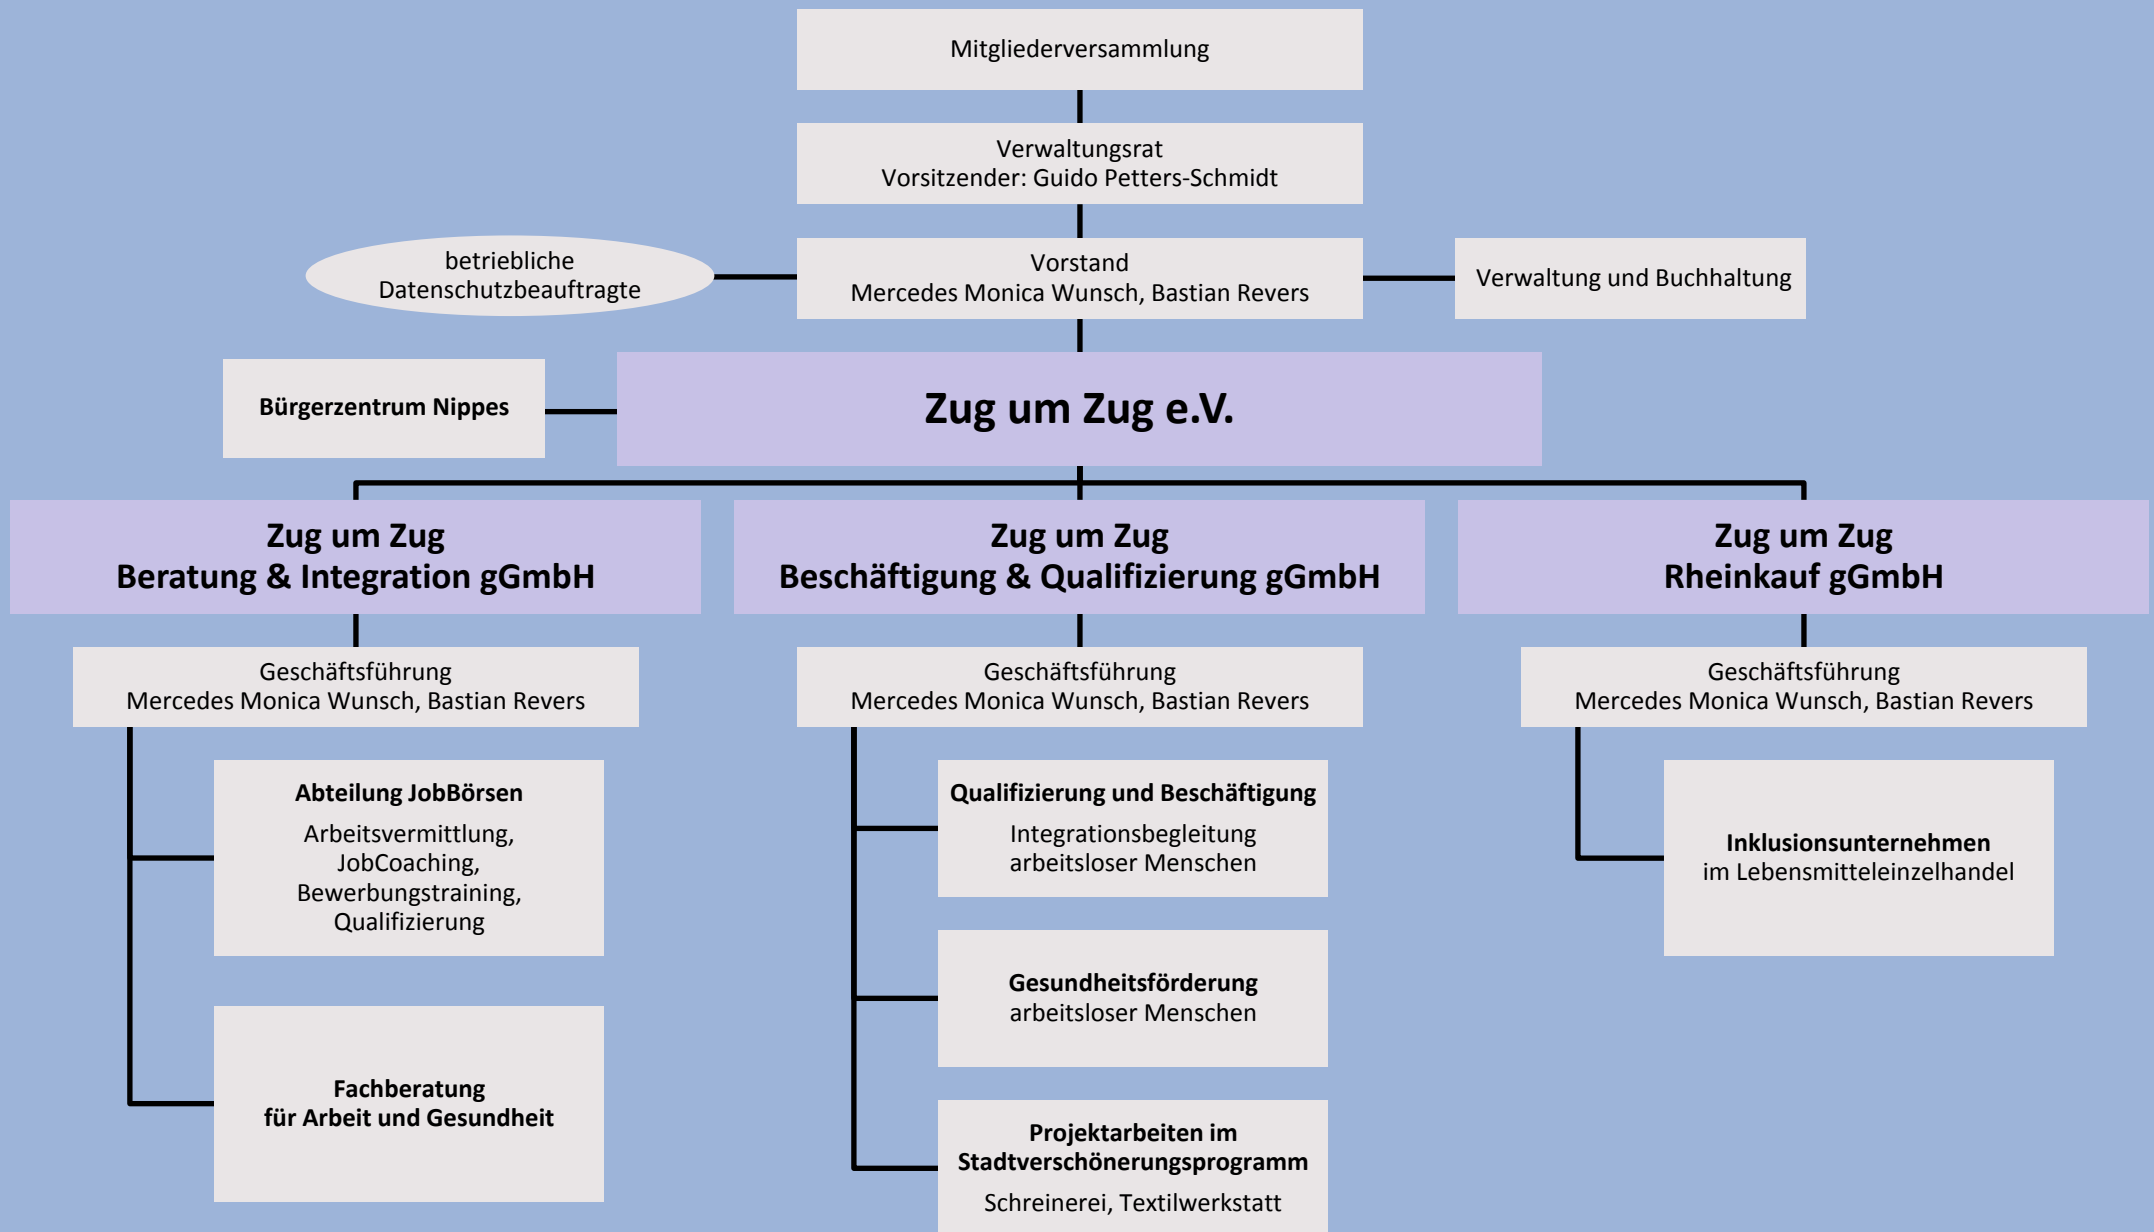 Mitgliederversammlung
Verwaltungsrat
Vorsitzender: Guido Petters-Schmidt
betriebliche
Datenschutzbeauftragte
Vorstand
Mercedes Monica Wunsch, Bastian Revers
Verwaltung und Buchhaltung
Bürgerzentrum Nippes
Zug um Zug e.V.
Zug um Zug
Beratung & Integration gGmbH
Zug um Zug
Beschäftigung & Qualifizierung gGmbH
Zug um Zug
Rheinkauf gGmbH
Geschäftsführung
Mercedes Monica Wunsch, Bastian Revers
Geschäftsführung
Mercedes Monica Wunsch, Bastian Revers
Geschäftsführung
Mercedes Monica Wunsch, Bastian Revers
Abteilung JobBörsen
Arbeitsvermittlung,
JobCoaching,
Bewerbungstraining,
Qualifizierung
Fachberatung
für Arbeit und Gesundheit
Qualifizierung und Beschäftigung
Integrationsbegleitung
arbeitsloser Menschen
Gesundheitsförderung
arbeitsloser Menschen
Projektarbeiten im
Stadtverschönerungsprogramm
Schreinerei, Textilwerkstatt
Inklusionsunternehmen
im Lebensmitteleinzelhandel